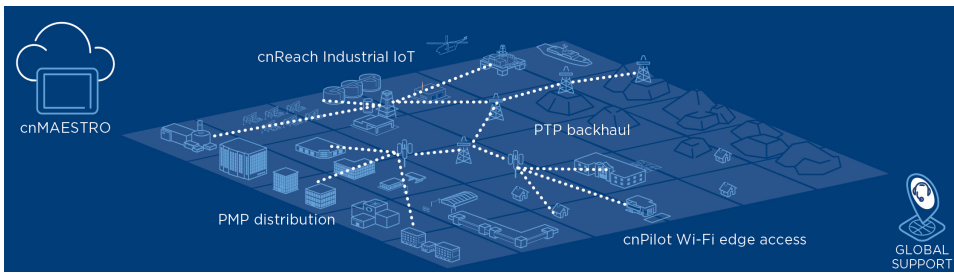 cnReach Industrial IoT
cnMAESTRO
PTP backhaul
PMP distribution
cnPilot Wi-Fi edge access
GLOBAL
SUPPORT